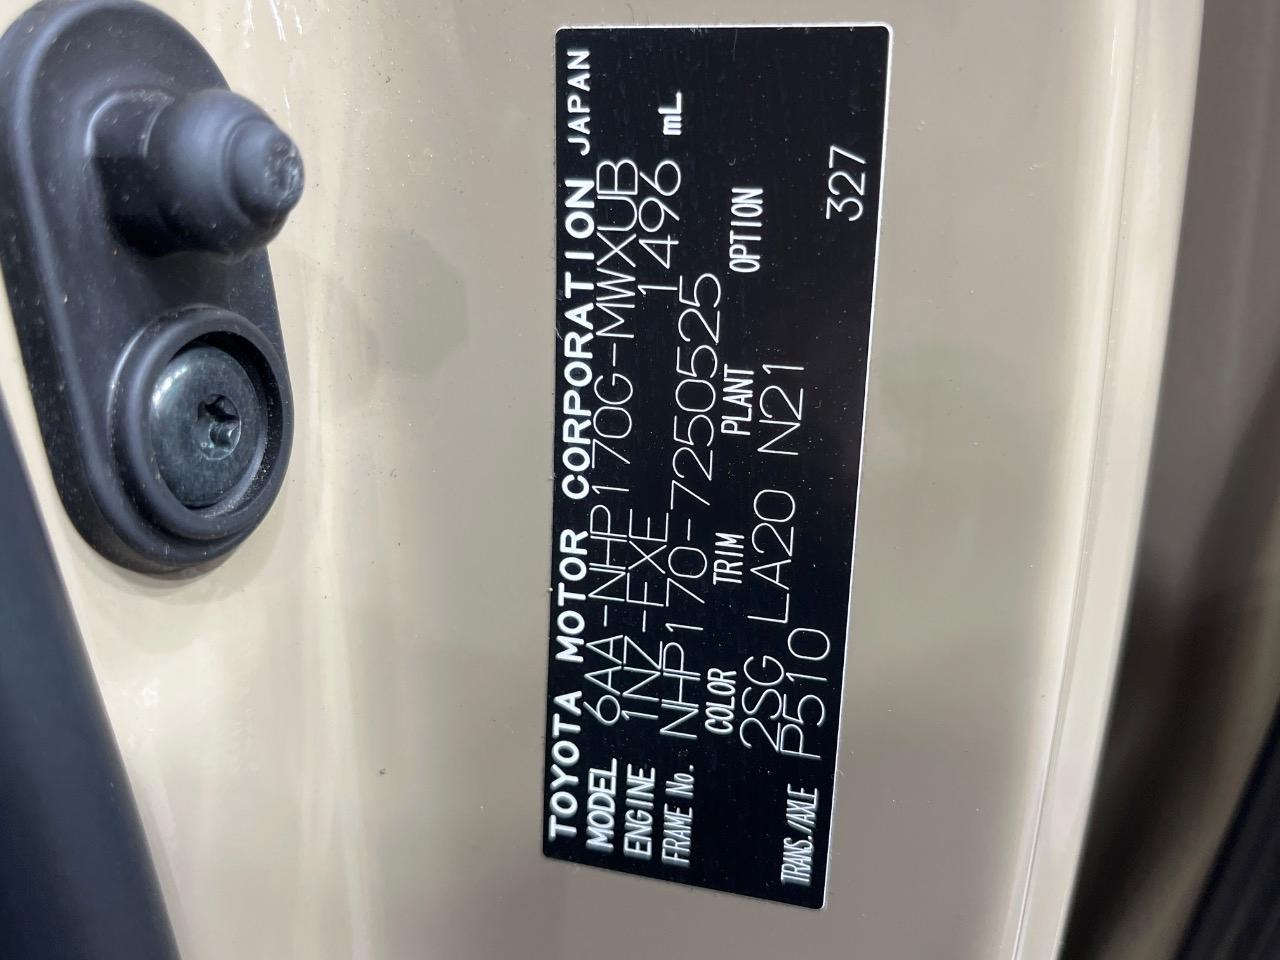 TOYOTA MOTOR CORPORATION JAPAN
MODEL 6AA-NHP170G-MWXUB
ENGINE 1NZ-FXE 1496 mL
FRAME No. NHP170-7250525
COLOR TRIM PLANT OPTION
2SG LA20 N21
TRANS./AXLE P510 327